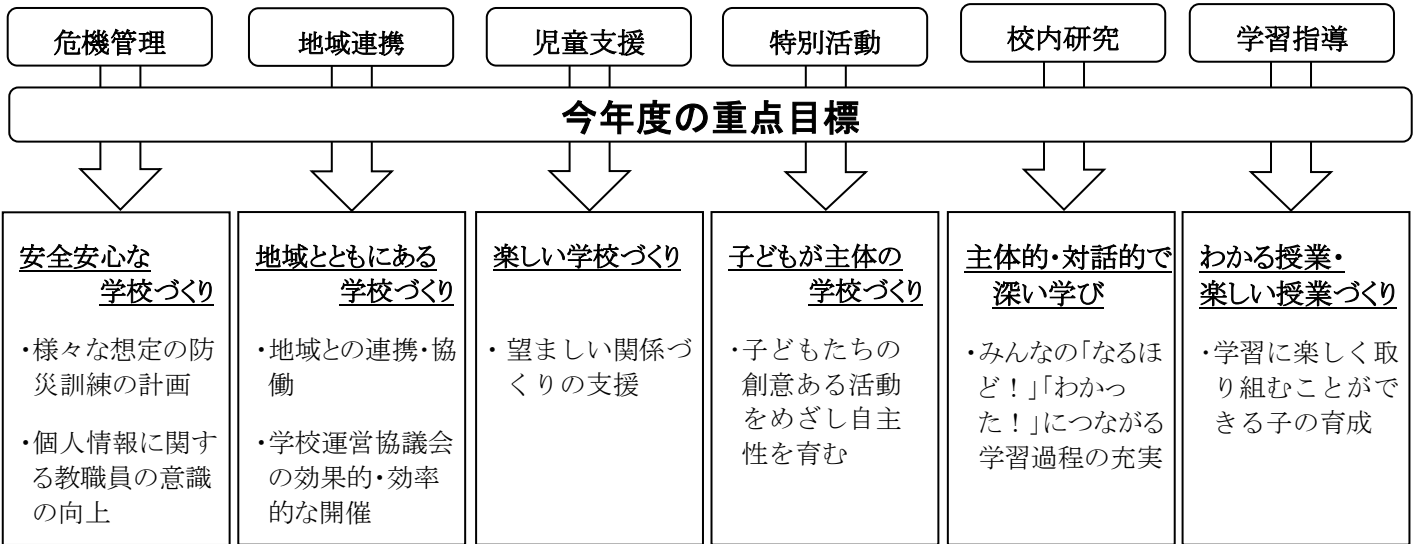 危機管理
地域連携
児童支援
特別活動
校内研究
学習指導
今年度の重点目標
安全安心な
学校づくり
・様々な想定の防
災訓練の計画
・個人情報に関す
る教職員の意識
の向上
地域とともにある
学校づくり
・地域との連携・協
働
・学校運営協議会
の効果的・効率
的な開催
楽しい学校づくり
・望ましい関係づ
くりの支援
子どもが主体の
学校づくり
・子どもたちの
創意ある活動
をめざし自主
性を育む
主体的・対話的で
深い学び
・みんなの「なるほ
ど！」「わかっ
た！」につながる
学習過程の充実
わかる授業・
楽しい授業づくり
・学習に楽しく取
り組むことがで
きる子の育成